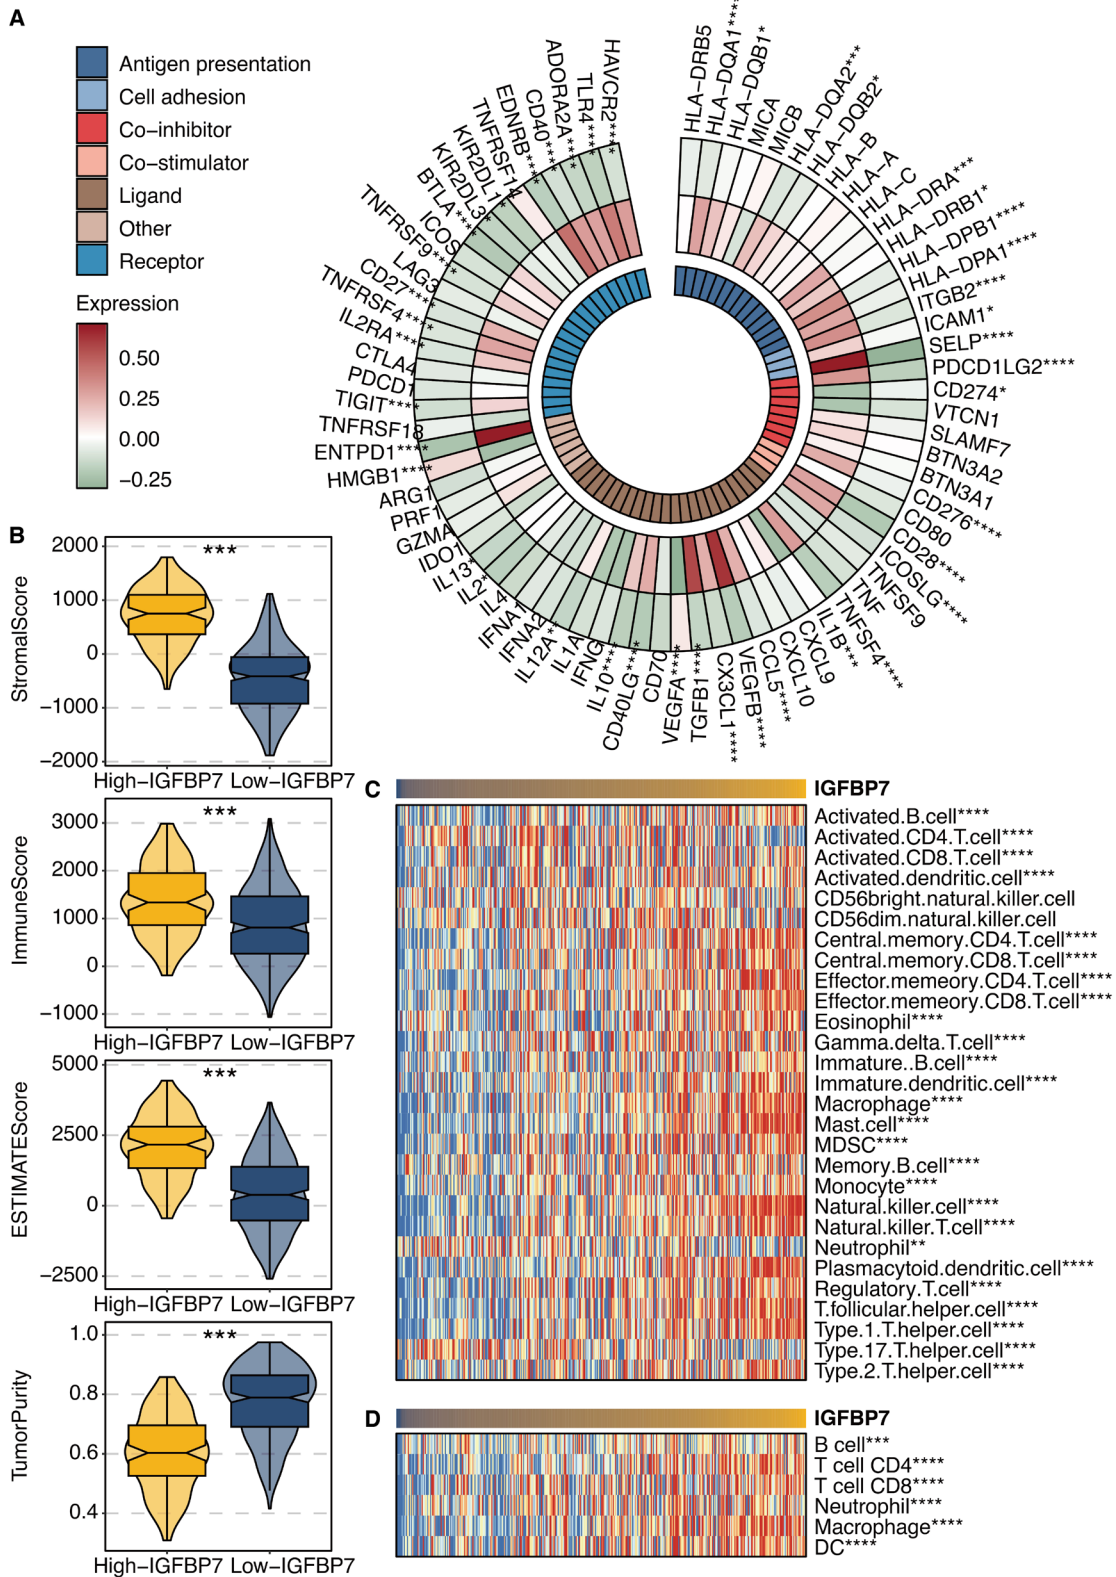 A
Antigen presentation
Cell adhesion
Co−inhibitor
Co−stimulator
Ligand
Other
Receptor
Expression
0.50
0.25
0.00
−0.25
HLA−DRB5
HLA−DQA1****
HLA−DQB1*
MICA
MICB
HLA−DQA2***
HLA−DQB2*
HLA−B
HLA−A
HLA−C
HLA−DRA***
HLA−DRB1*
HLA−DPB1****
HLA−DPA1****
ITGB2****
ICAM1*
SELP****
PDCD1LG2****
CD274*
VTCN1
SLAMF7
BTN3A2
BTN3A1
CD276****
CD80
CD28****
ICOSLG****
TNFRSF9
TNF
TNFSF4****
IL1B***
CXCL9
CXCL10
CCL5****
VEGFB****
CX3CL1****
TGFB1****
VEGFA****
CD70
CD40LG****
IL10****
IFNG
IL1A
IL12A**
IFNA2
IFNA1
IL4
IL2*
IL13*
IDO1
GZMA
PRF1
ARG1
HMGB1****
ENTPD1****
TNFRSF18
TIGIT****
PDCD1
CTLA4
IL2RA****
TNFRSF4****
CD27****
LAG3
TNFRSF9****
ICOS
BTLA***
KIR2DL3
KIR2DL1
TNFRSF14
EDNRB****
CD40****
ADORA2A****
TLR4****
HAVCR2****
B
StromalScore
2000
1000
0
−1000
−2000
***
High−IGFBP7 Low−IGFBP7
ImmuneScore
3000
2000
1000
0
−1000
***
High−IGFBP7 Low−IGFBP7
ESTIMATEScore
5000
2500
0
−2500
***
High−IGFBP7 Low−IGFBP7
TumorPurity
1.0
0.8
0.6
0.4
***
High−IGFBP7 Low−IGFBP7
C
IGFBP7
Activated.B.cell****
Activated.CD4.T.cell****
Activated.CD8.T.cell****
Activated.dendritic.cell****
CD56bright.natural.killer.cell
CD56dim.natural.killer.cell
Central.memory.CD4.T.cell****
Central.memory.CD8.T.cell****
Effector.memeory.CD4.T.cell****
Effector.memeory.CD8.T.cell****
Eosinophil****
Gamma.delta.T.cell****
Immature..B.cell****
Immature.dendritic.cell****
Macrophage****
Mast.cell****
MDSC****
Memory.B.cell****
Monocyte****
Natural.killer.cell****
Natural.killer.T.cell****
Neutrophil**
Plasmacytoid.dendritic.cell****
Regulatory.T.cell****
T.follicular.helper.cell****
Type.1.T.helper.cell****
Type.17.T.helper.cell****
Type.2.T.helper.cell****
D
IGFBP7
B cell***
T cell CD4****
T cell CD8****
Neutrophil****
Macrophage****
DC****